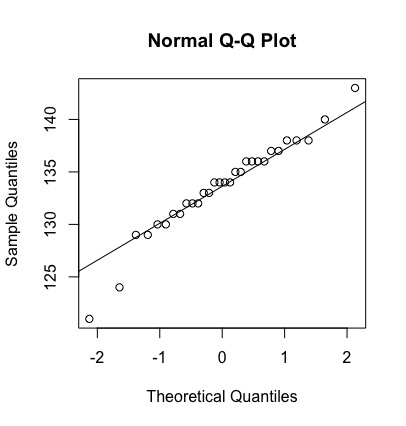 Normal Q-Q Plot
Sample Quantiles
140
135
130
125
-2 -1 0 1 2
Theoretical Quantiles